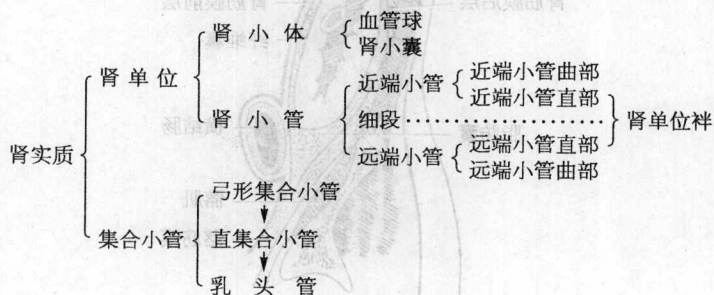 肾小体
血管球
肾小囊
肾单位
近端小管
近端小管曲部
近端小管直部
肾小管
细段
肾单位袢
肾实质
远端小管
远端小管直部
远端小管曲部
弓形集合小管
集合小管
直集合小管
乳头管